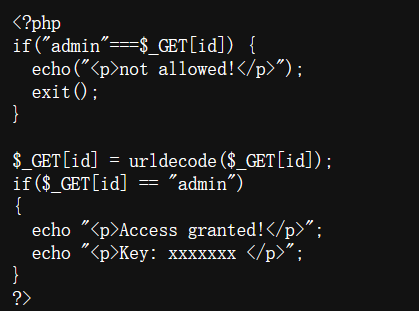 <?php
if("admin"===$_GET[id]) {
  echo("<p>not allowed!</p>");
  exit();
}

$_GET[id] = urldecode($_GET[id]);
if($_GET[id] == "admin")
{
  echo "<p>Access granted!</p>";
  echo "<p>Key: xxxxxxx </p>";
}
?>